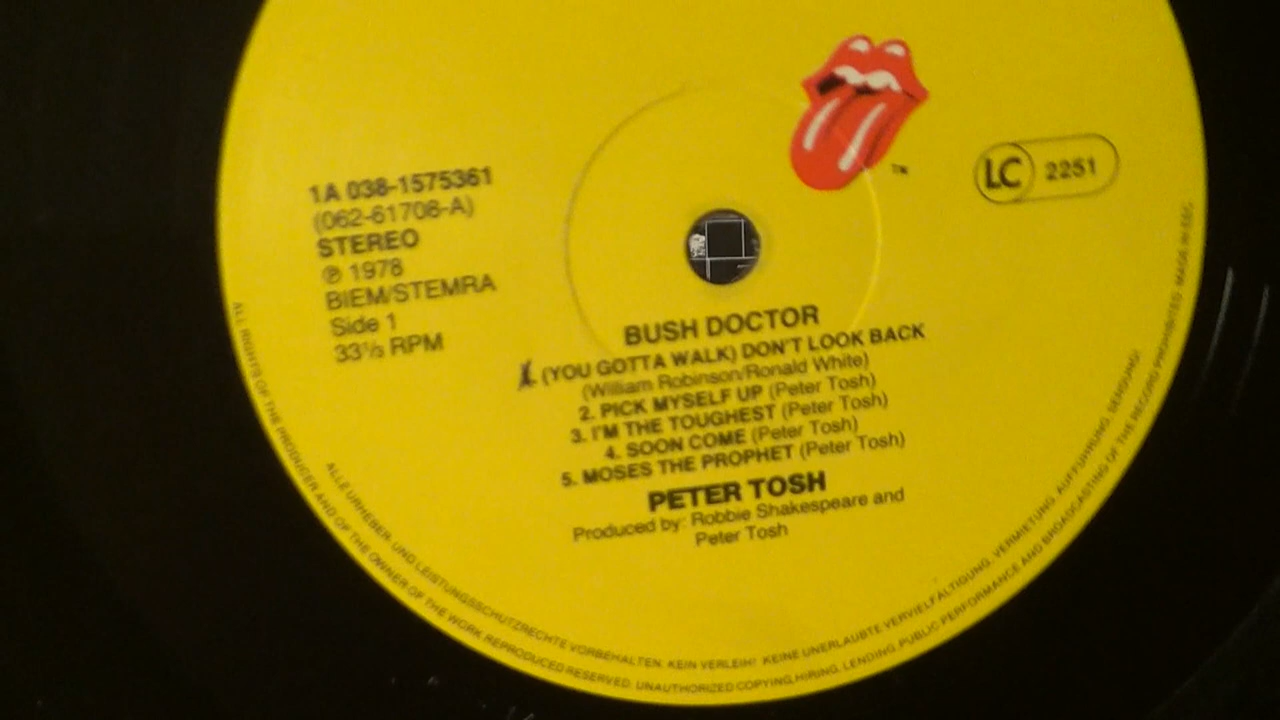 1A 038-1575361
(062-61708-A)
STEREO
℗ 1978
BIEM/STEMRA
Side 1
33⅓ RPM
TM
LC 2251
BUSH DOCTOR
1. (YOU GOTTA WALK) DON'T LOOK BACK
(William Robinson/Ronald White)
2. PICK MYSELF UP (Peter Tosh)
3. I'M THE TOUGHEST (Peter Tosh)
4. SOON COME (Peter Tosh)
5. MOSES THE PROPHET (Peter Tosh)
PETER TOSH
Produced by: Robbie Shakespeare and
Peter Tosh
ALLE URHEBER- UND LEISTUNGSSCHUTZRECHTE VORBEHALTEN. KEIN VERLEIH! KEINE UNERLAUBTE VERVIELFÄLTIGUNG, VERMIETUNG, AUFFÜHRUNG, SENDUNG!
ALL RIGHTS OF THE PRODUCER AND OF THE OWNER OF THE WORK REPRODUCED RESERVED. UNAUTHORIZED COPYING, HIRING, LENDING, PUBLIC PERFORMANCE AND BROADCASTING OF THE RECORD PROHIBITED. MADE IN EEC